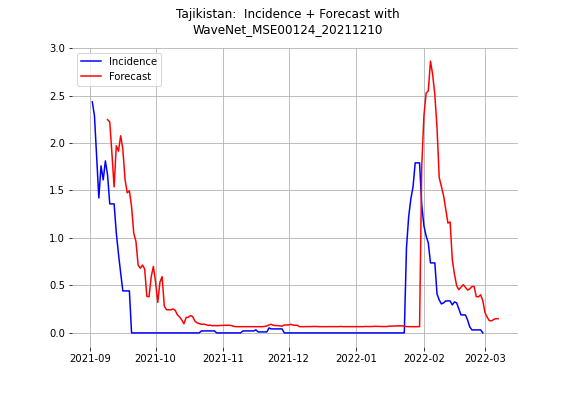 Tajikistan:  Incidence + Forecast with
WaveNet_MSE00124_20211210
3.0
2.5
2.0
1.5
1.0
0.5
0.0
Incidence
Forecast
2021-09 2021-10 2021-11 2021-12 2022-01 2022-02 2022-03